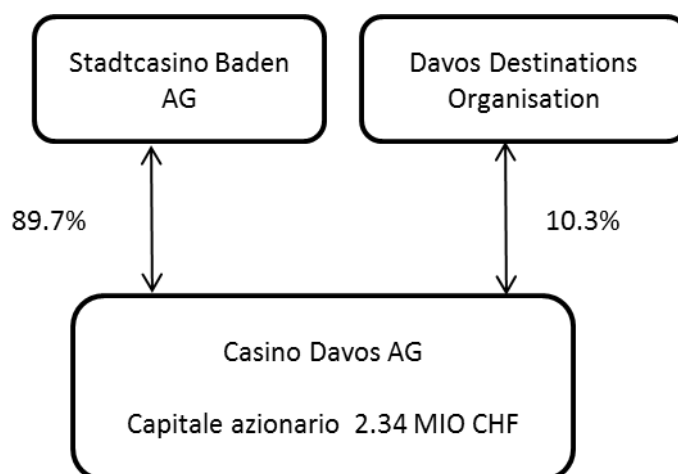 Stadtcasino Baden
AG
Davos Destinations
Organisation
89.7%
10.3%
Casino Davos AG
Capitale azionario  2.34 MIO CHF